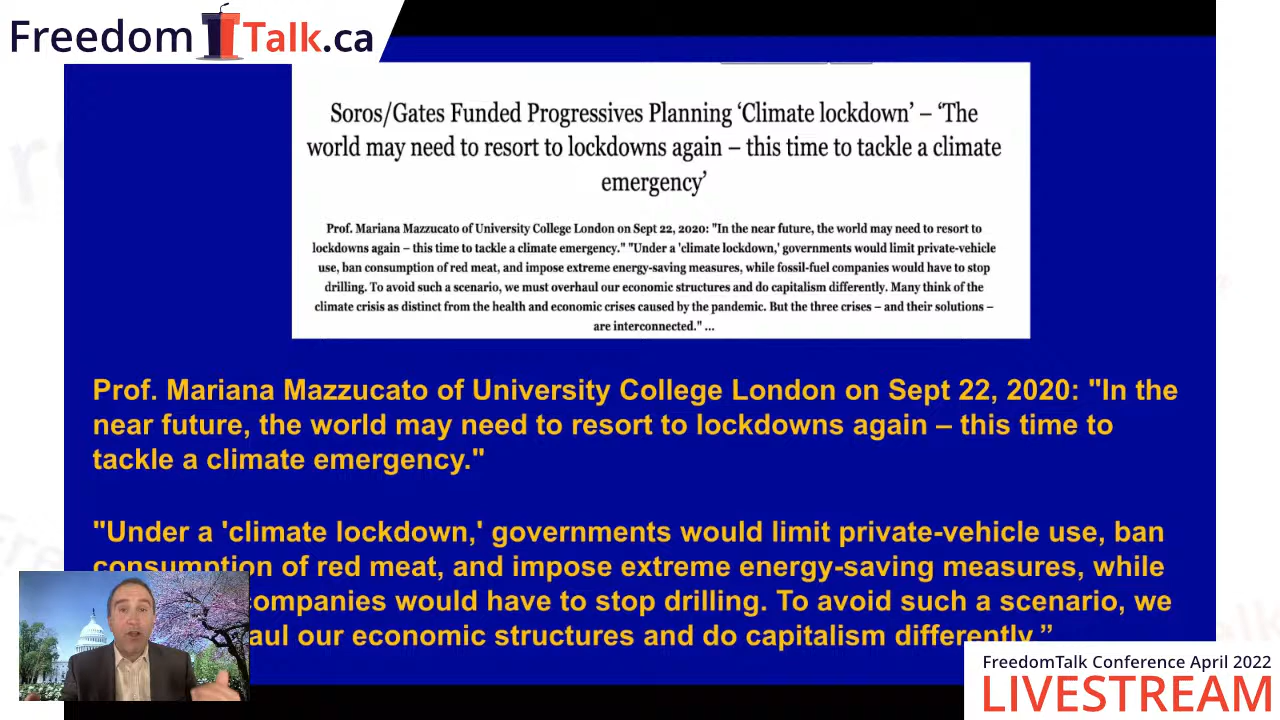 FreedomTalk.ca
Soros/Gates Funded Progressives Planning ‘Climate lockdown’ – ‘The
world may need to resort to lockdowns again – this time to tackle a climate
emergency’
Prof. Mariana Mazzucato of University College London on Sept 22, 2020: "In the near future, the world may need to resort to
lockdowns again – this time to tackle a climate emergency." "Under a 'climate lockdown,' governments would limit private-vehicle
use, ban consumption of red meat, and impose extreme energy-saving measures, while fossil-fuel companies would have to stop
drilling. To avoid such a scenario, we must overhaul our economic structures and do capitalism differently. Many think of the
climate crisis as distinct from the health and economic crises caused by the pandemic. But the three crises – and their solutions –
are interconnected." ...
Prof. Mariana Mazzucato of University College London on Sept 22, 2020: "In the
near future, the world may need to resort to lockdowns again – this time to
tackle a climate emergency."
"Under a 'climate lockdown,' governments would limit private-vehicle use, ban
consumption of red meat, and impose extreme energy-saving measures, while
companies would have to stop drilling. To avoid such a scenario, we
our economic structures and do capitalism differently.”
FreedomTalk Conference April 2022
LIVESTREAM